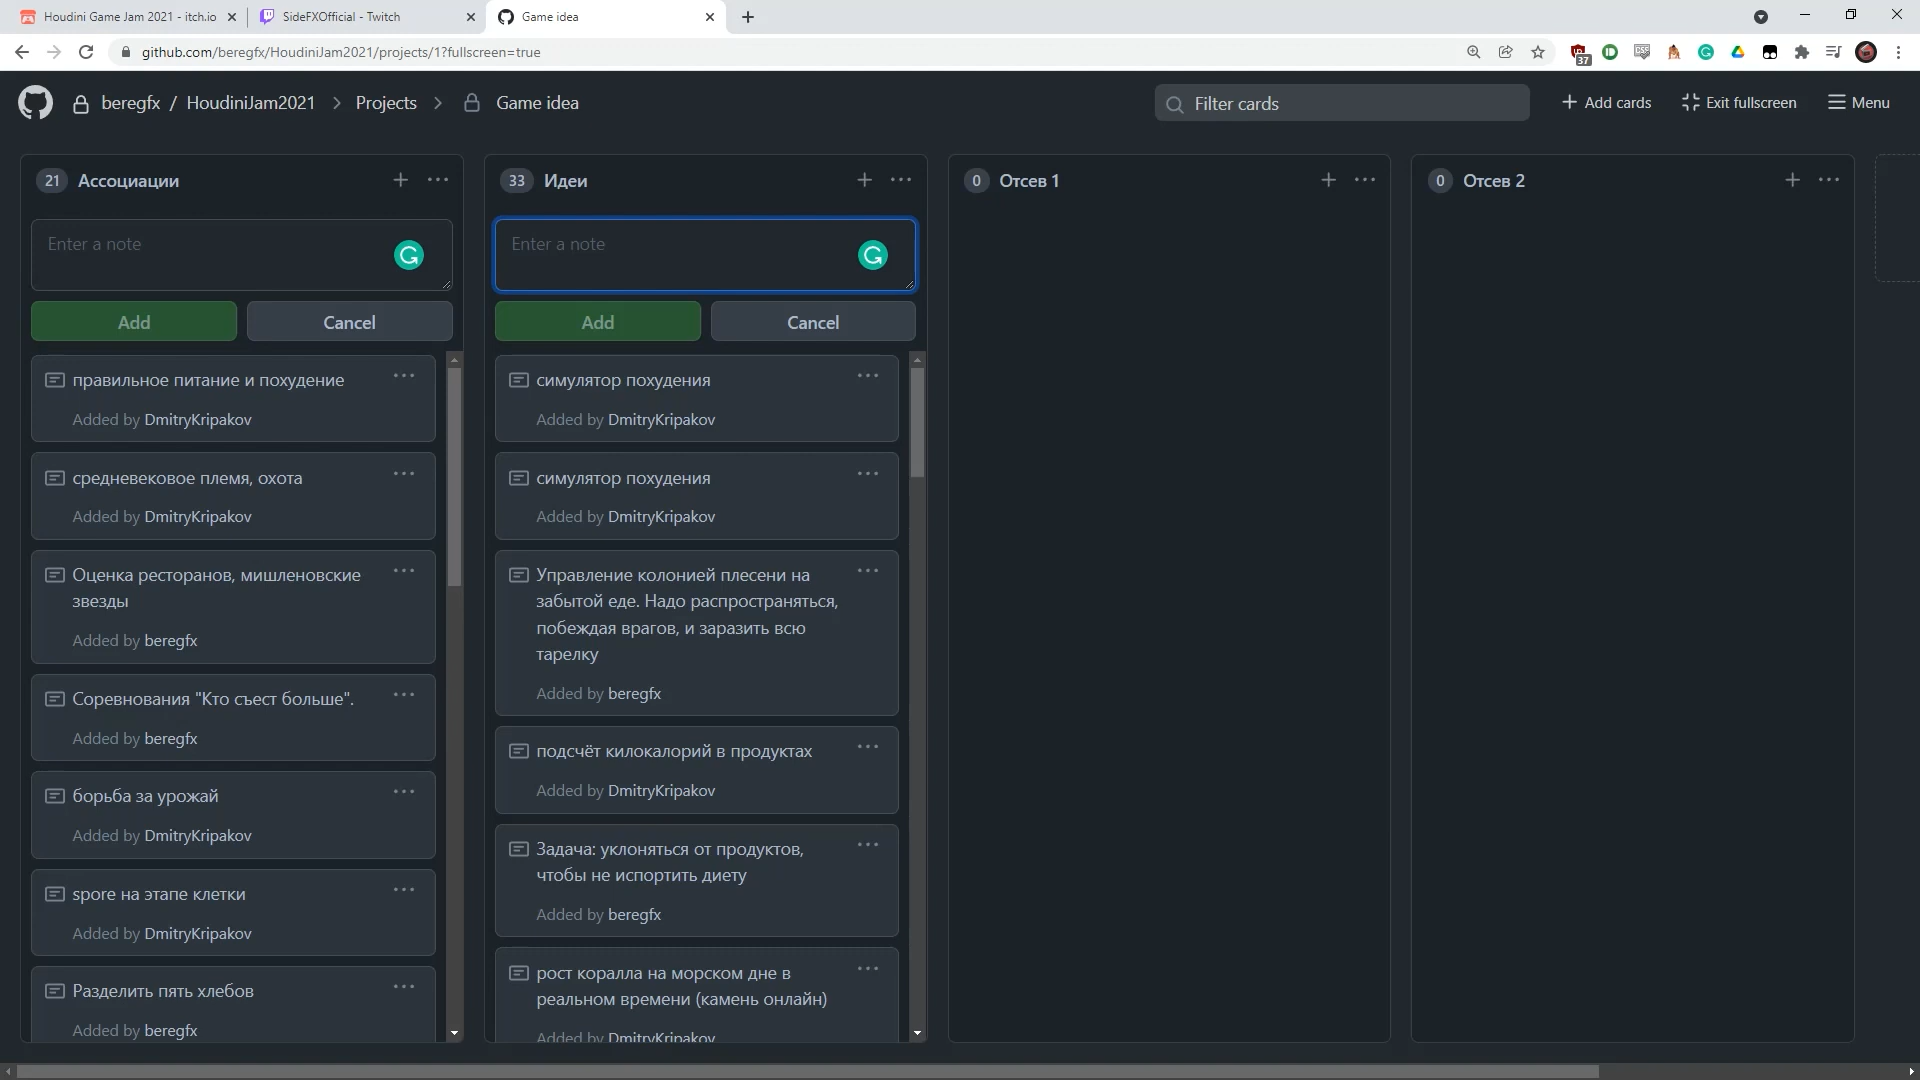 Houdini Game Jam 2021 - itch.io
SideFXOfficial - Twitch
Game idea
github.com/beregfx/HoudiniJam2021/projects/1?fullscreen=true
37
beregfx / HoudiniJam2021 > Projects > Game idea
Filter cards
Add cards
Exit fullscreen
Menu
21 Ассоциации
Enter a note
Add
Cancel
правильное питание и похудение
Added by DmitryKripakov
средневековое племя, охота
Added by DmitryKripakov
Оценка ресторанов, мишленовские
звезды
Added by beregfx
Соревнования "Кто съест больше".
Added by beregfx
борьба за урожай
Added by DmitryKripakov
spore на этапе клетки
Added by DmitryKripakov
Разделить пять хлебов
Added by beregfx
33 Идеи
Enter a note
Add
Cancel
симулятор похудения
Added by DmitryKripakov
симулятор похудения
Added by DmitryKripakov
Управление колонией плесени на
забытой еде. Надо распространяться,
побеждая врагов, и заразить всю
тарелку
Added by beregfx
подсчёт килокалорий в продуктах
Added by DmitryKripakov
Задача: уклоняться от продуктов,
чтобы не испортить диету
Added by beregfx
рост коралла на морском дне в
реальном времени (камень онлайн)
Added by DmitryKripakov
0 Отсев 1
0 Отсев 2